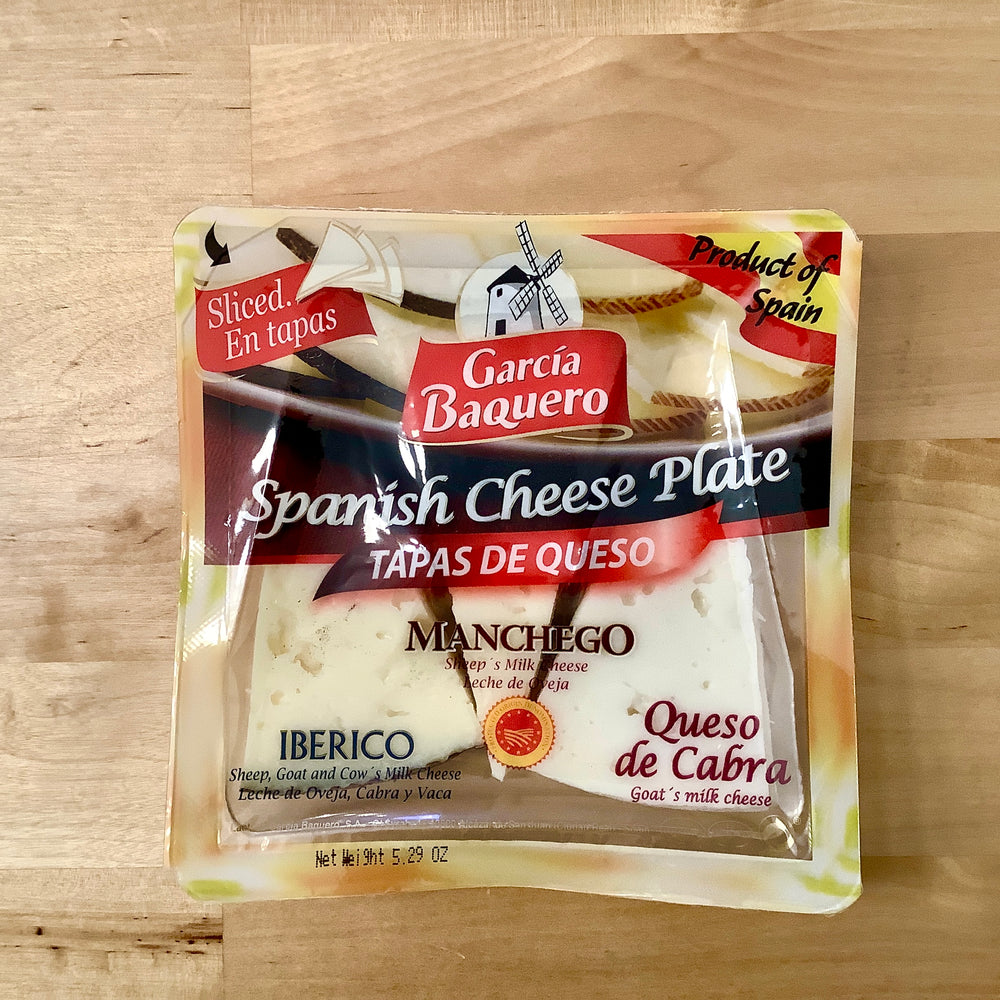 Sliced.
En tapas
Product of
Spain
García
Baquero
Spanish Cheese Plate
TAPAS DE QUESO
MANCHEGO
Sheep´s Milk Cheese
Leche de Oveja
IBERICO
Sheep, Goat and Cow´s Milk Cheese
Leche de Oveja, Cabra y Vaca
Queso
de Cabra
Goat´s milk cheese
García Baquero, S.A.
Net Weight 5.29 OZ